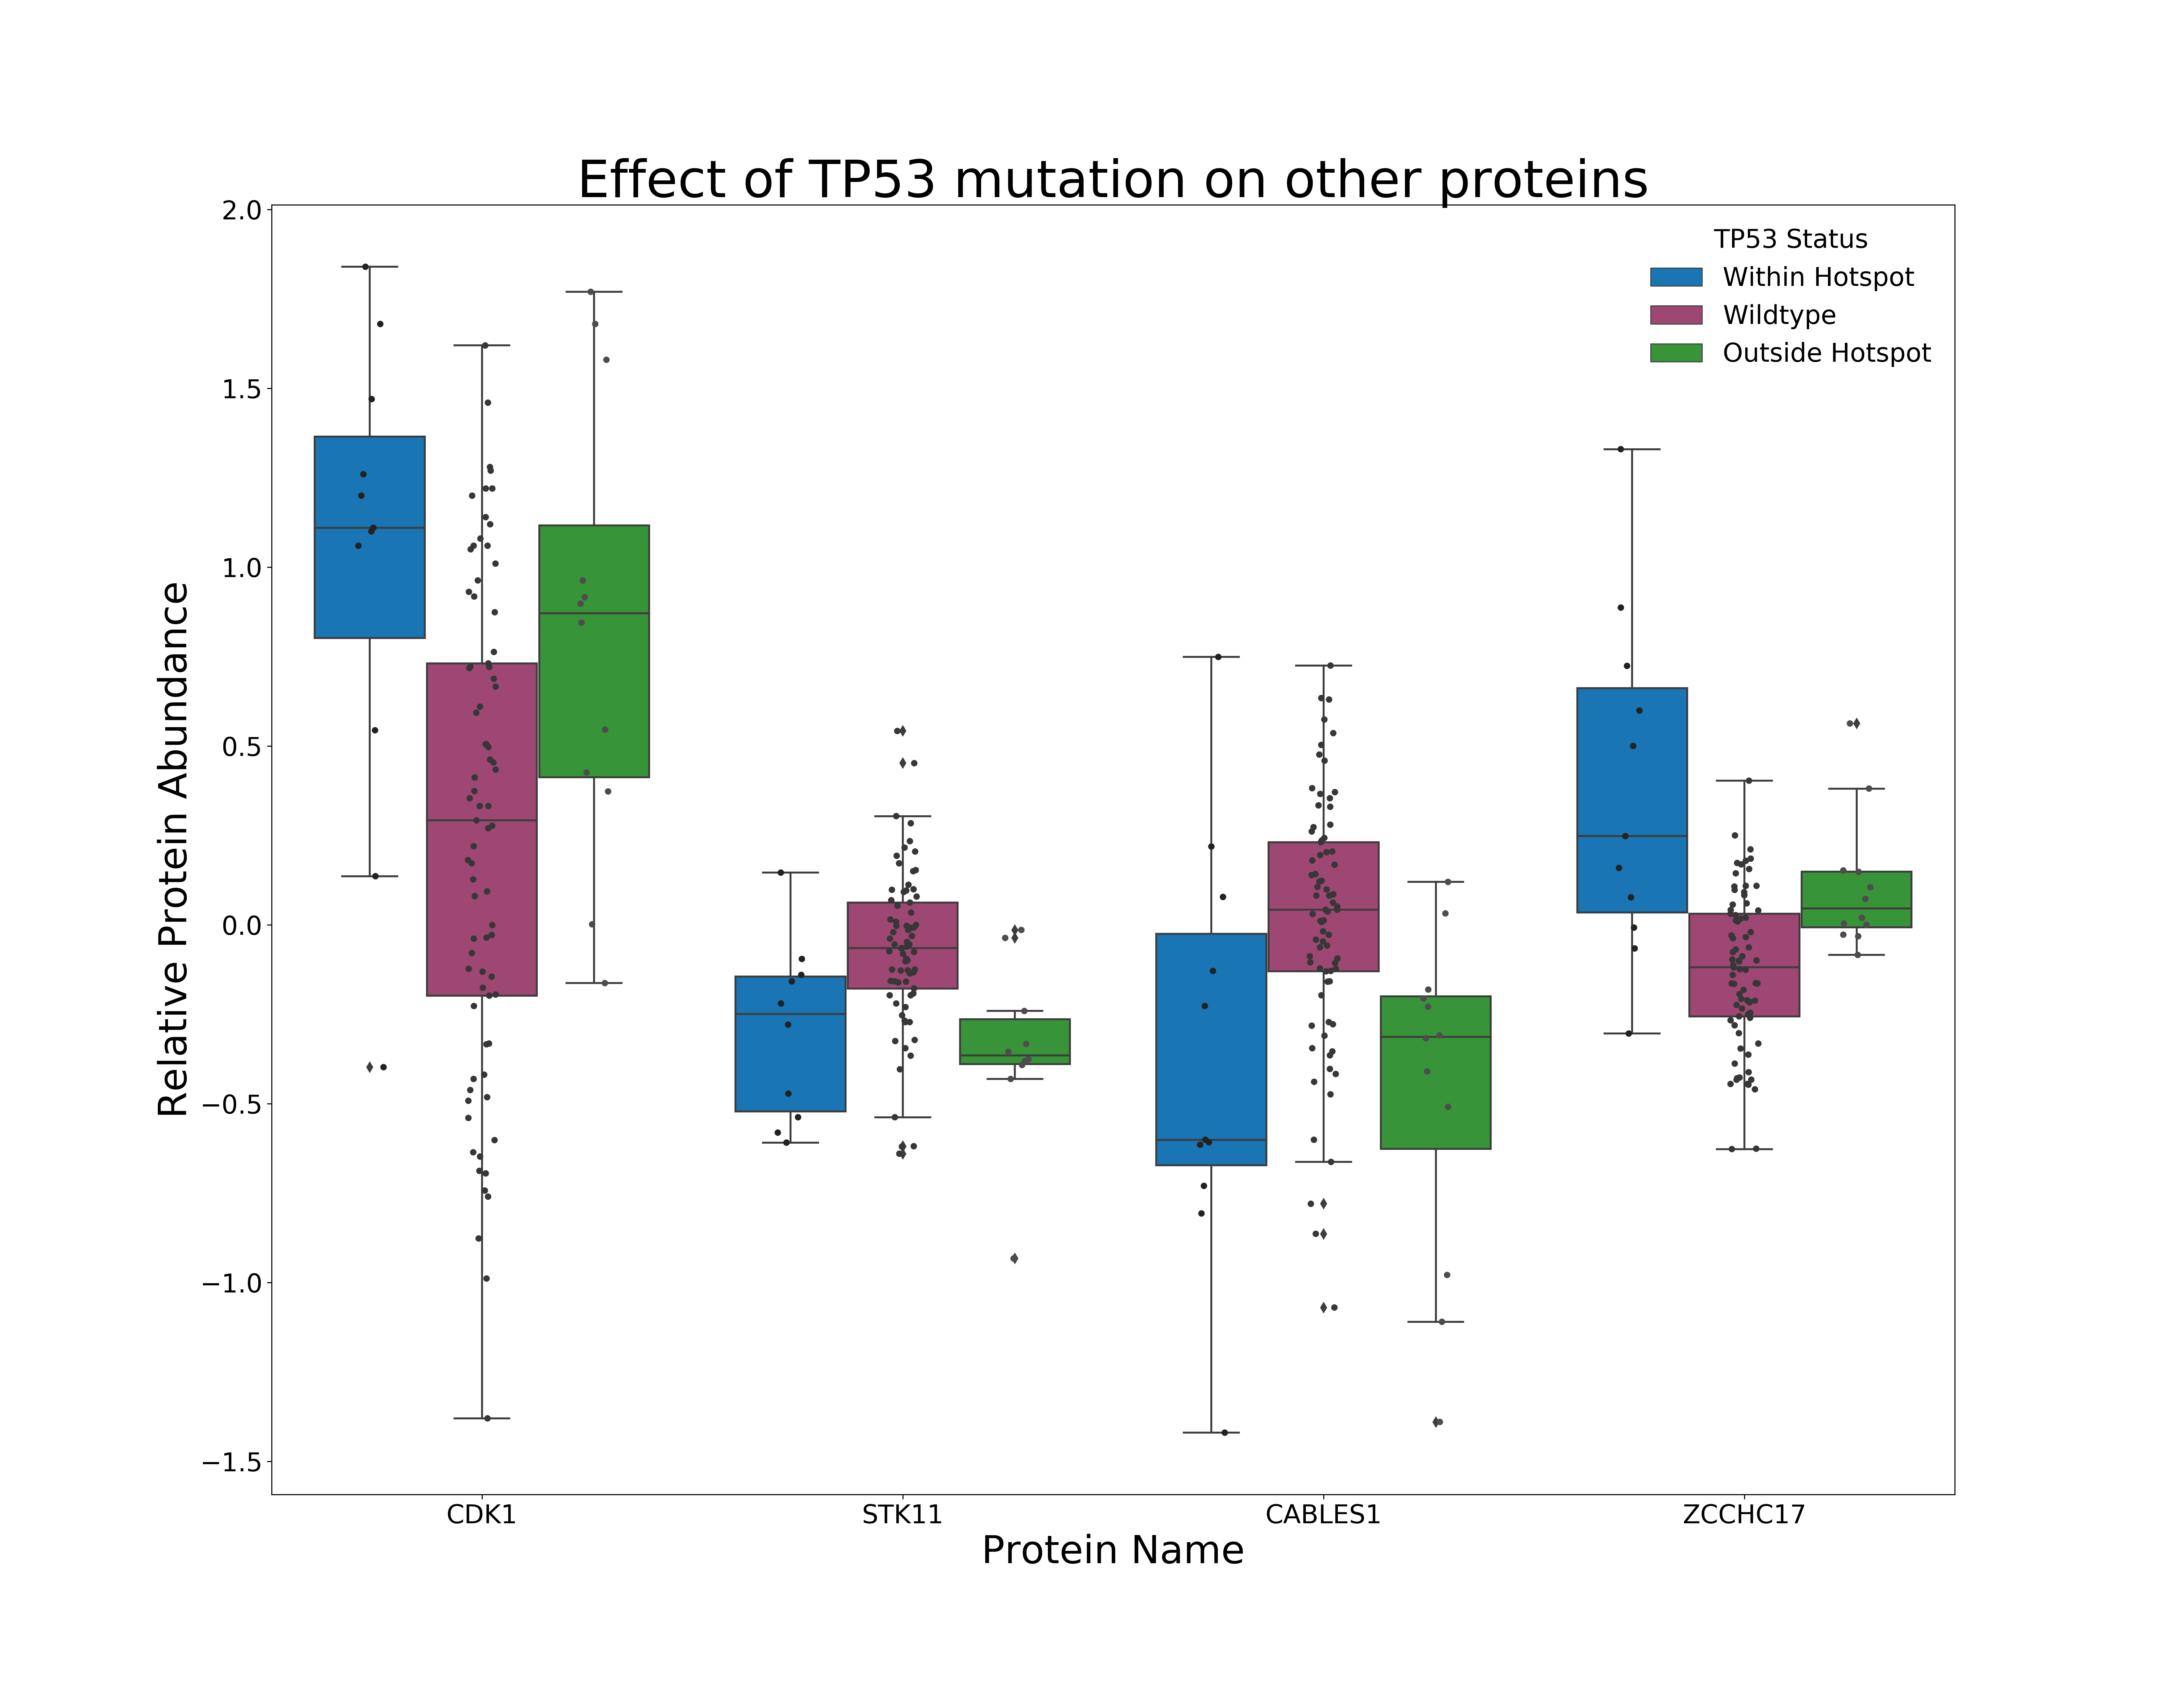 Effect of TP53 mutation on other proteins
TP53 Status
Within Hotspot
Wildtype
Outside Hotspot
Relative Protein Abundance
2.0
1.5
1.0
0.5
0.0
−0.5
−1.0
−1.5
CDK1 STK11 CABLES1 ZCCHC17
Protein Name